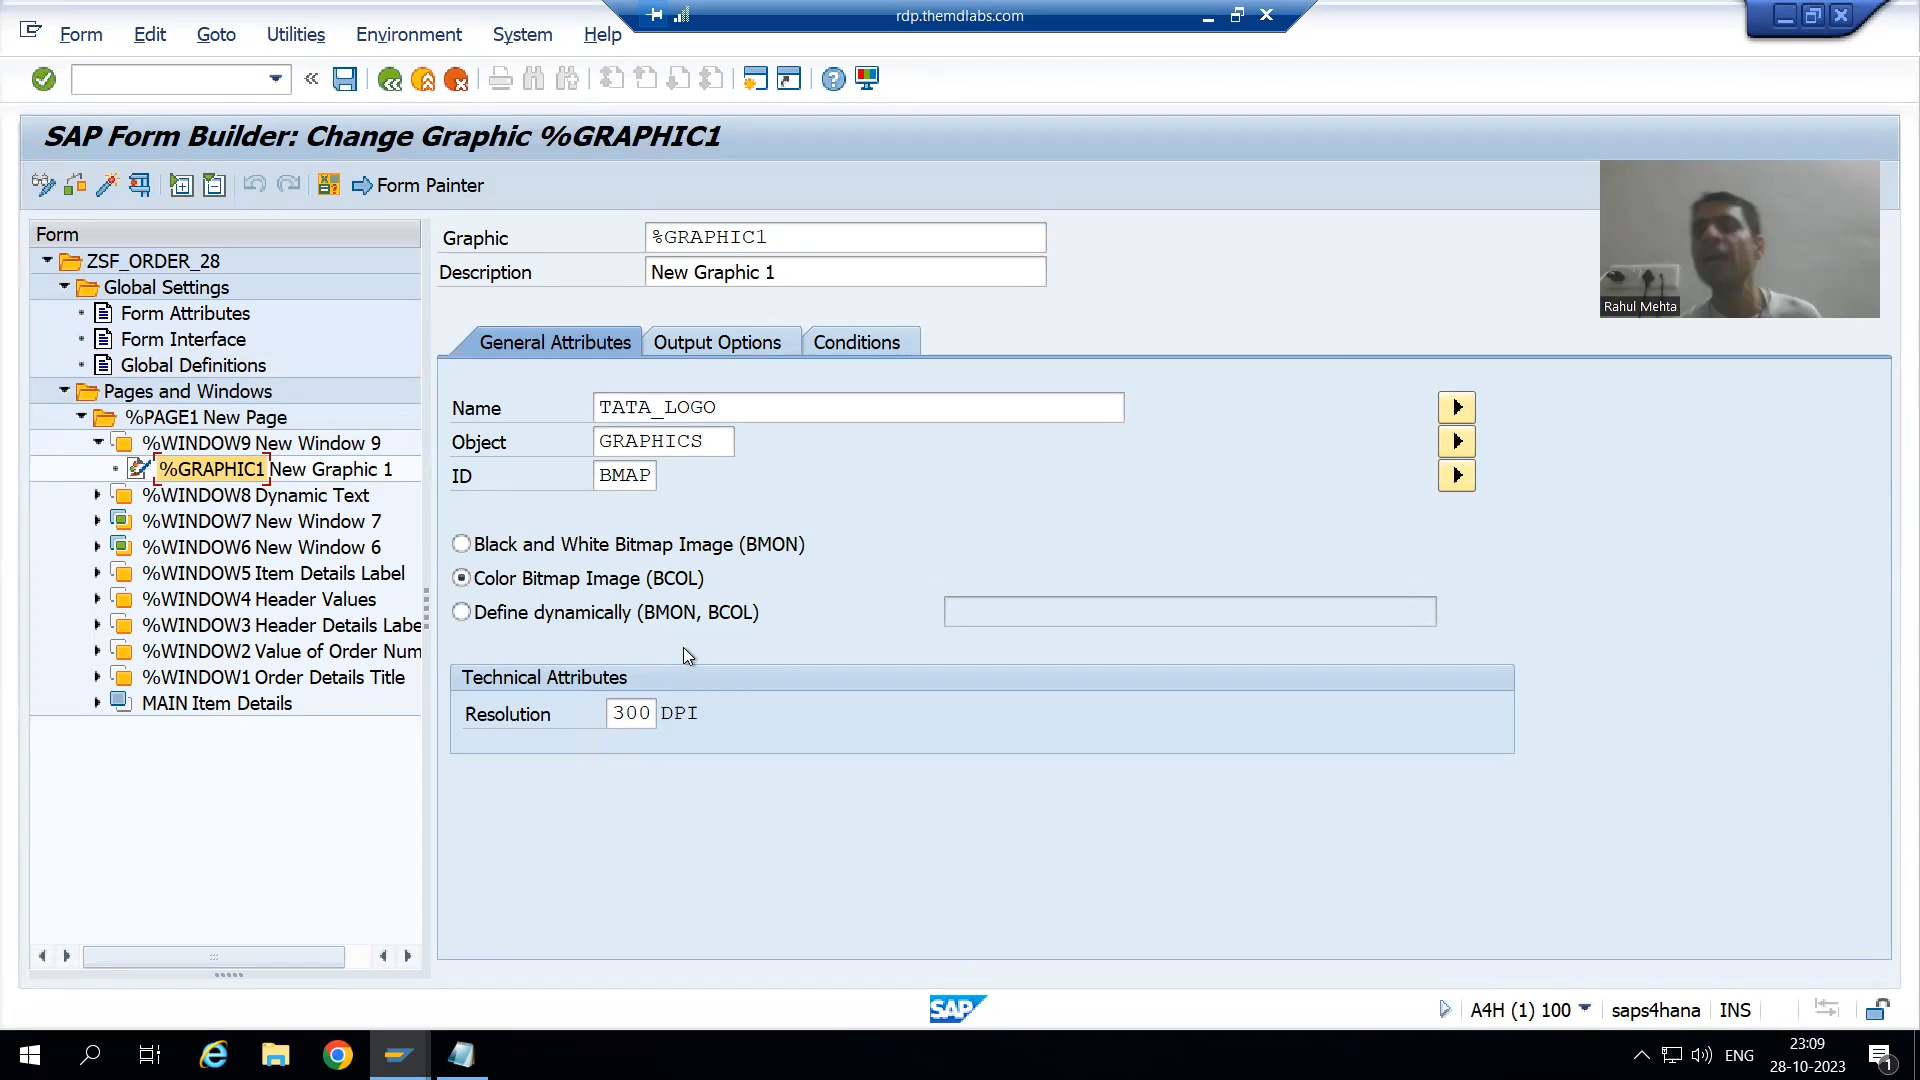 rdp.themdlabs.com
Form Edit Goto Utilities Environment System Help
SAP Form Builder: Change Graphic %GRAPHIC1
Form Painter
Form
ZSF_ORDER_28
Global Settings
Form Attributes
Form Interface
Global Definitions
Pages and Windows
%PAGE1 New Page
%WINDOW9 New Window 9
%GRAPHIC1 New Graphic 1
%WINDOW8 Dynamic Text
%WINDOW7 New Window 7
%WINDOW6 New Window 6
%WINDOW5 Item Details Label
%WINDOW4 Header Values
%WINDOW3 Header Details Labe
%WINDOW2 Value of Order Num
%WINDOW1 Order Details Title
MAIN Item Details
Graphic %GRAPHIC1
Description New Graphic 1
General Attributes Output Options Conditions
Name TATA_LOGO
Object GRAPHICS
ID BMAP
Black and White Bitmap Image (BMON)
Color Bitmap Image (BCOL)
Define dynamically (BMON, BCOL)
Technical Attributes
Resolution 300 DPI
Rahul Mehta
SAP
A4H (1) 100 saps4hana INS
ENG
23:09
28-10-2023
1